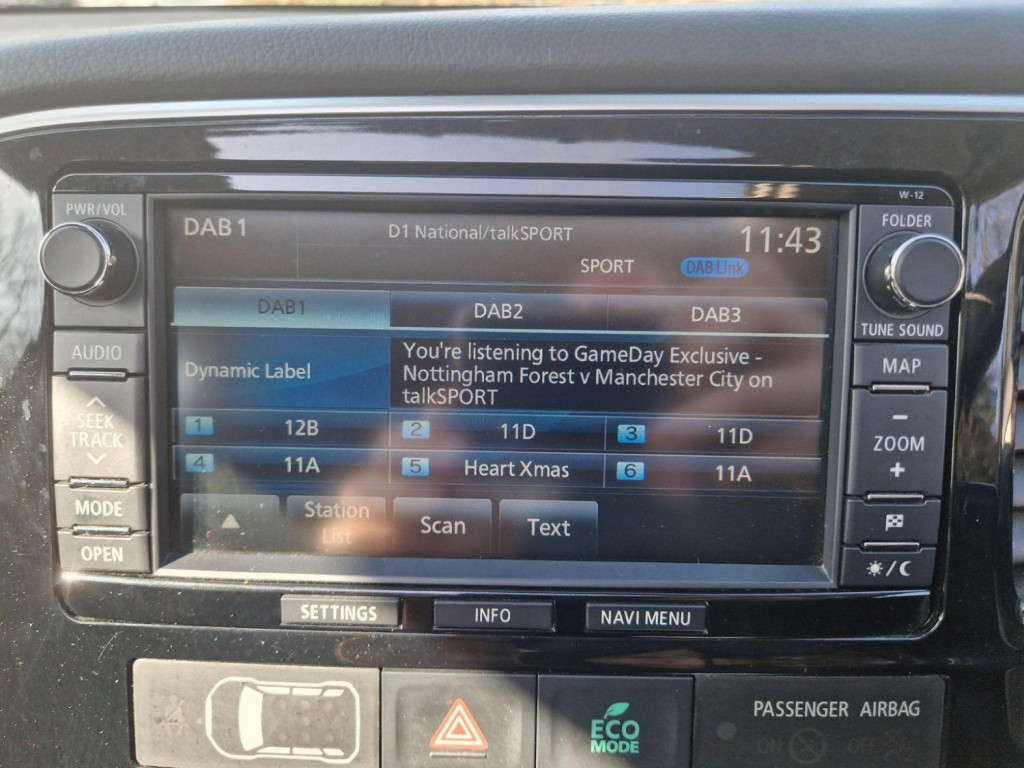 W-12
PWR/VOL
FOLDER
DAB 1
D1 National/talkSPORT
11:43
SPORT
DAB Link
DAB1
DAB2
DAB3
TUNE SOUND
AUDIO
MAP
Dynamic Label
You're listening to GameDay Exclusive -
Nottingham Forest v Manchester City on
talkSPORT
SEEK
TRACK
−
ZOOM
+
1 12B
2 11D
3 11D
4 11A
5 Heart Xmas
6 11A
MODE
OPEN
▲
Station
List
Scan
Text
SETTINGS
INFO
NAVI MENU
ECO
MODE
PASSENGER AIRBAG
ON